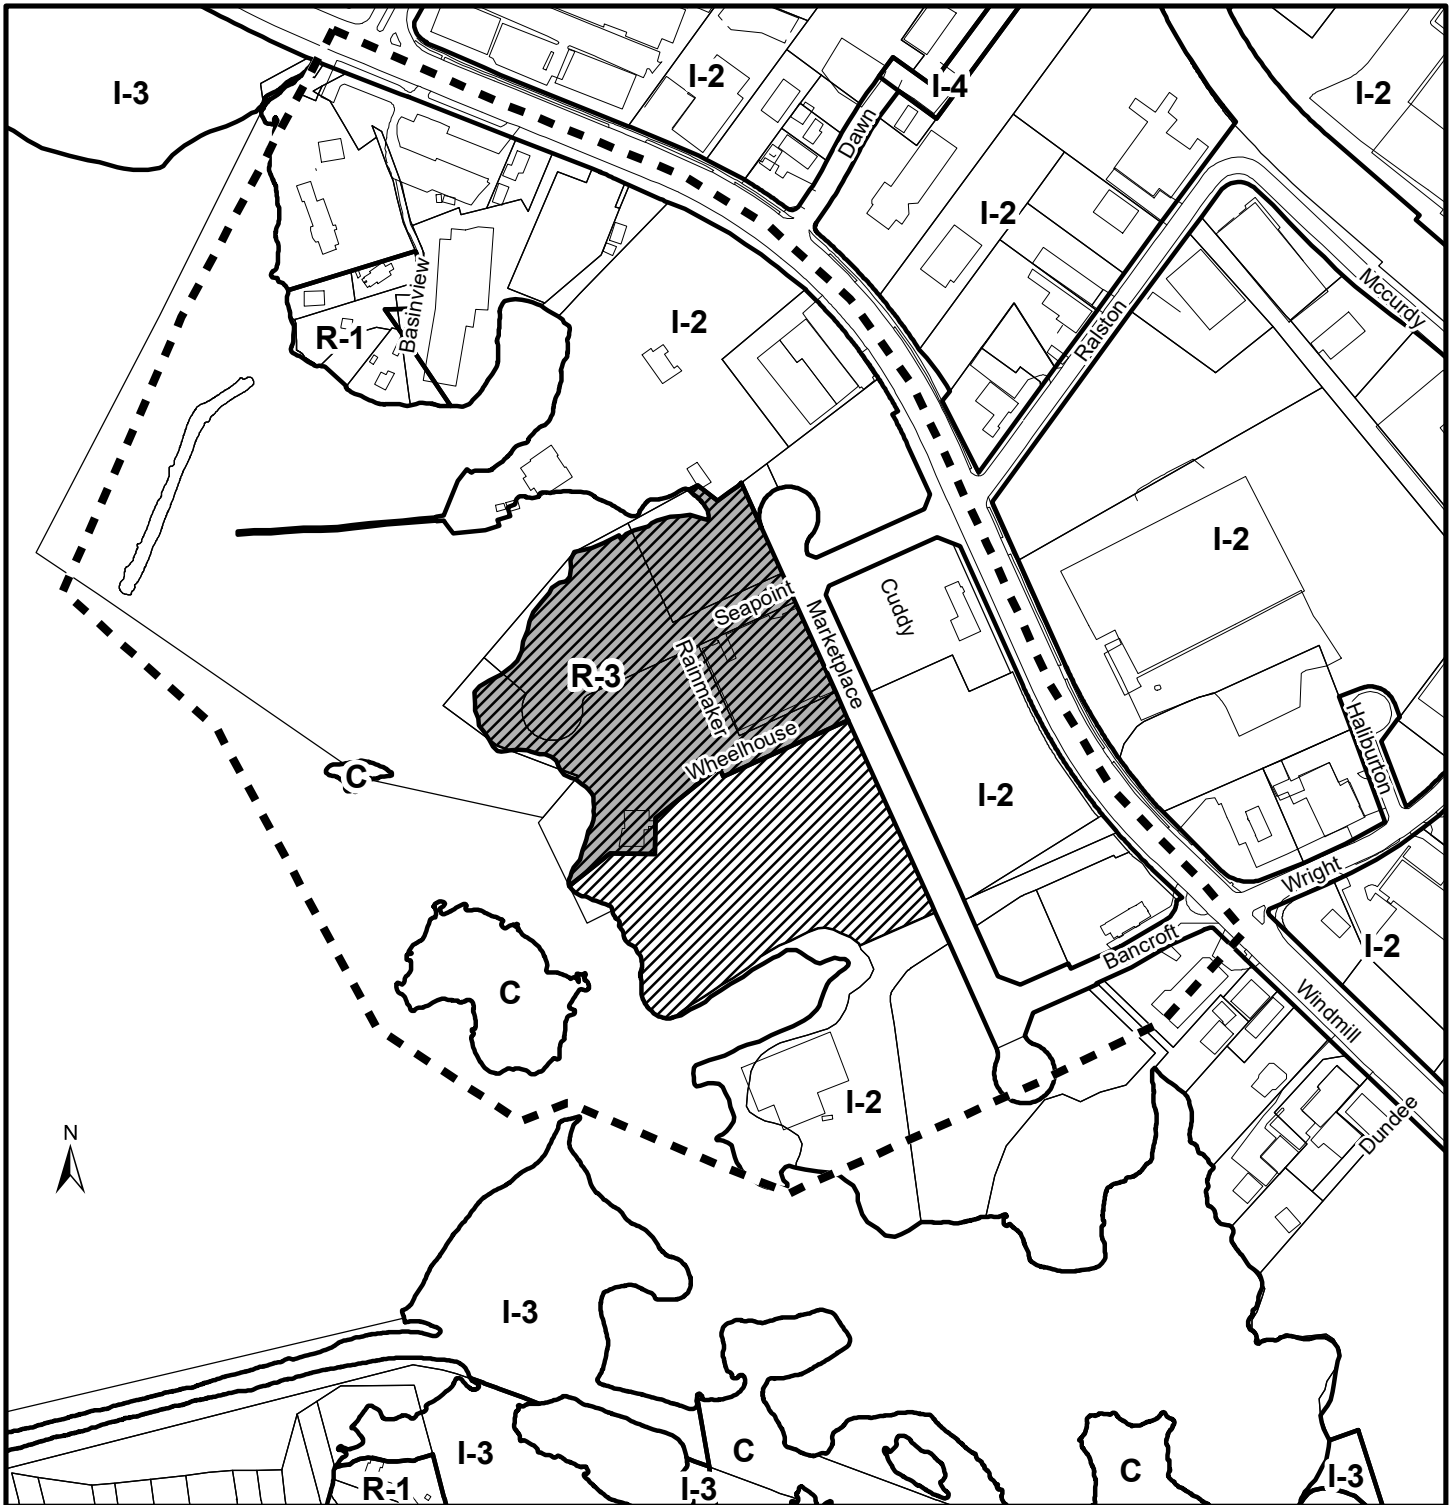 I-3
I-2
I-4
I-2
Dawn
I-2
Mccurdy
Basinview
R-1
I-2
Ralston
I-2
Cuddy
Seapoint
Marketplace
R-3
Rainmaker
Wheelhouse
Haliburton
C
I-2
Wright
Bancroft
I-2
C
Windmill
I-2
Dundee
N
I-3
I-3
C
C
R-1
I-3
I-3